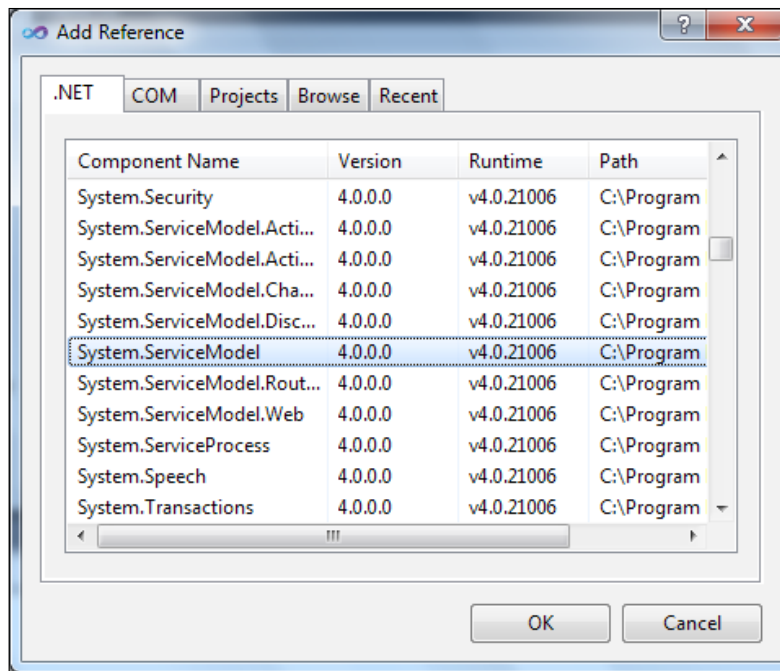 Add Reference
.NET COM Projects Browse Recent
Component Name Version Runtime Path
System.Security 4.0.0.0 v4.0.21006 C:\Program
System.ServiceModel.Acti... 4.0.0.0 v4.0.21006 C:\Program
System.ServiceModel.Acti... 4.0.0.0 v4.0.21006 C:\Program
System.ServiceModel.Cha... 4.0.0.0 v4.0.21006 C:\Program
System.ServiceModel.Disc... 4.0.0.0 v4.0.21006 C:\Program
System.ServiceModel 4.0.0.0 v4.0.21006 C:\Program
System.ServiceModel.Rout... 4.0.0.0 v4.0.21006 C:\Program
System.ServiceModel.Web 4.0.0.0 v4.0.21006 C:\Program
System.ServiceProcess 4.0.0.0 v4.0.21006 C:\Program
System.Speech 4.0.0.0 v4.0.21006 C:\Program
System.Transactions 4.0.0.0 v4.0.21006 C:\Program
OK Cancel